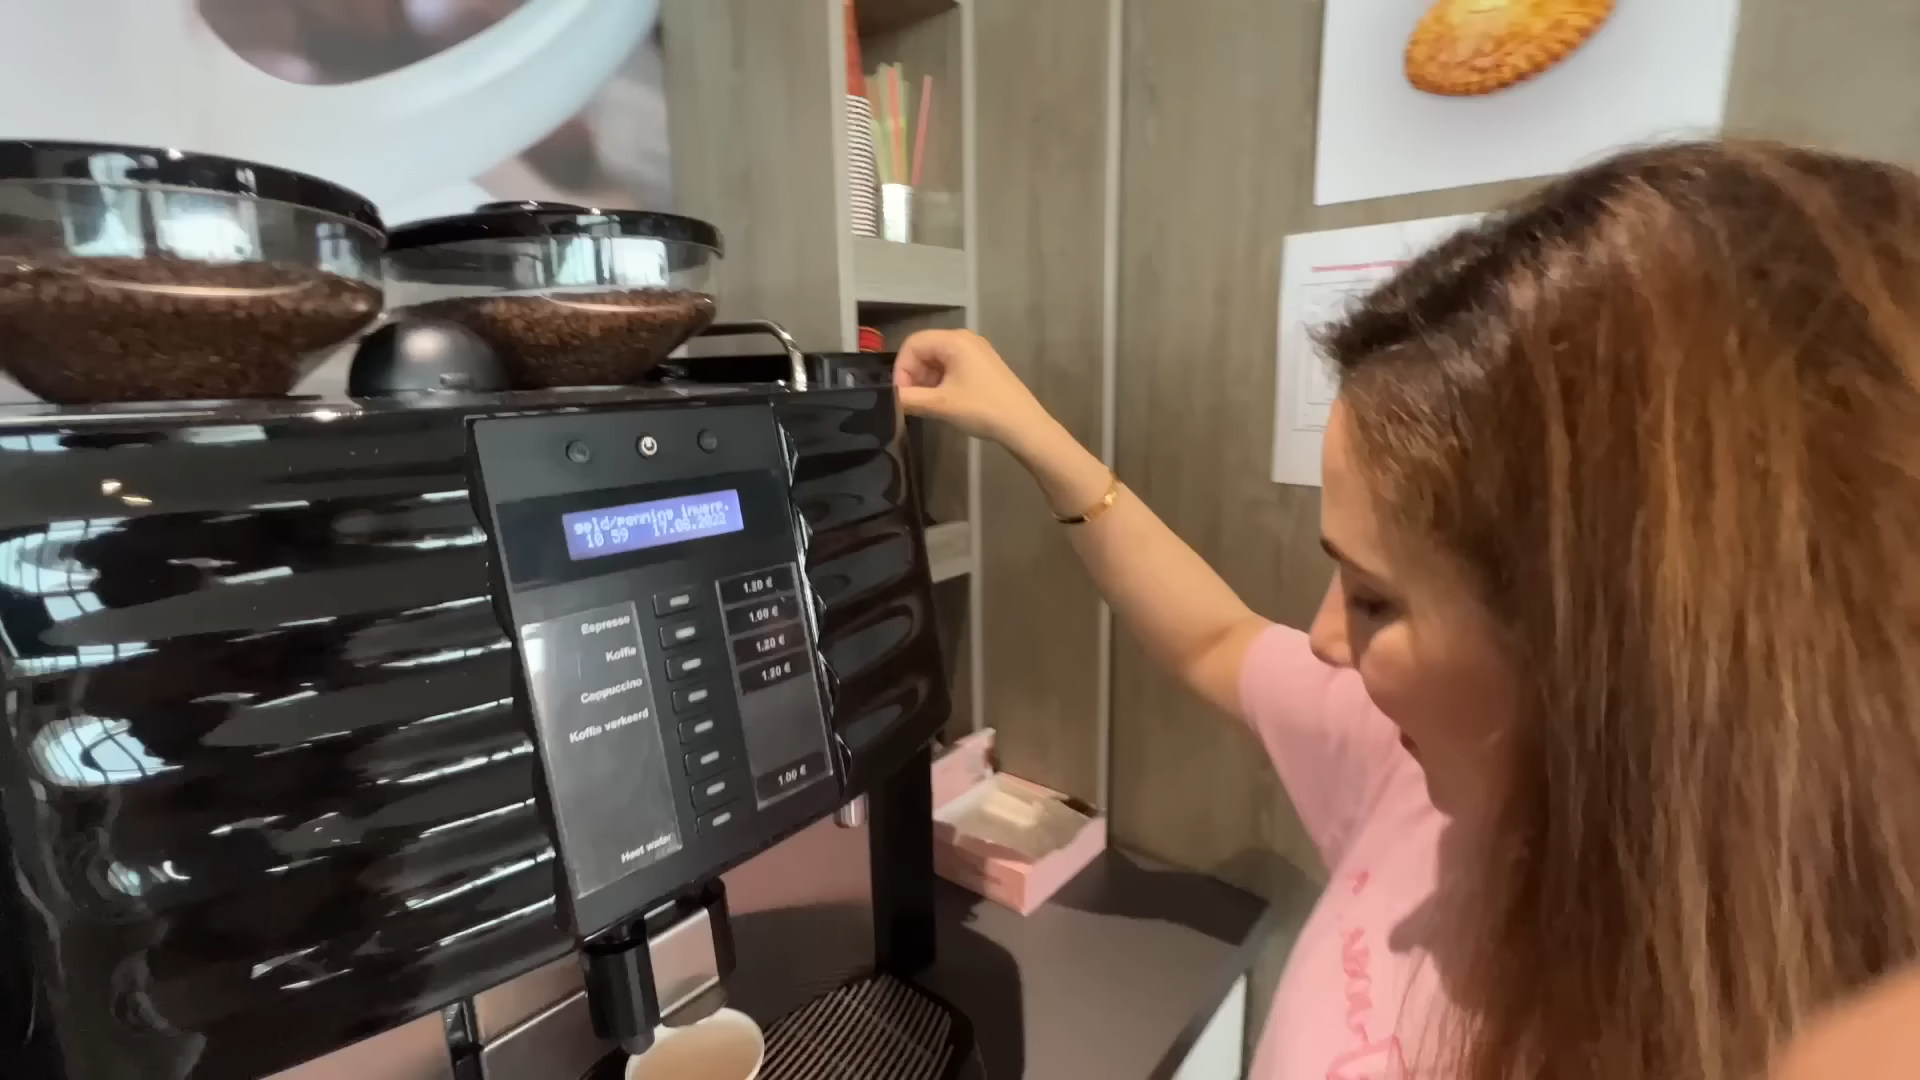 geld/penning inwerp.
10 59 17.08.2022
Espresso
1.20 €
Koffie
1.00 €
Cappuccino
1.20 €
Koffie verkeerd
1.20 €
Heet water
1.00 €